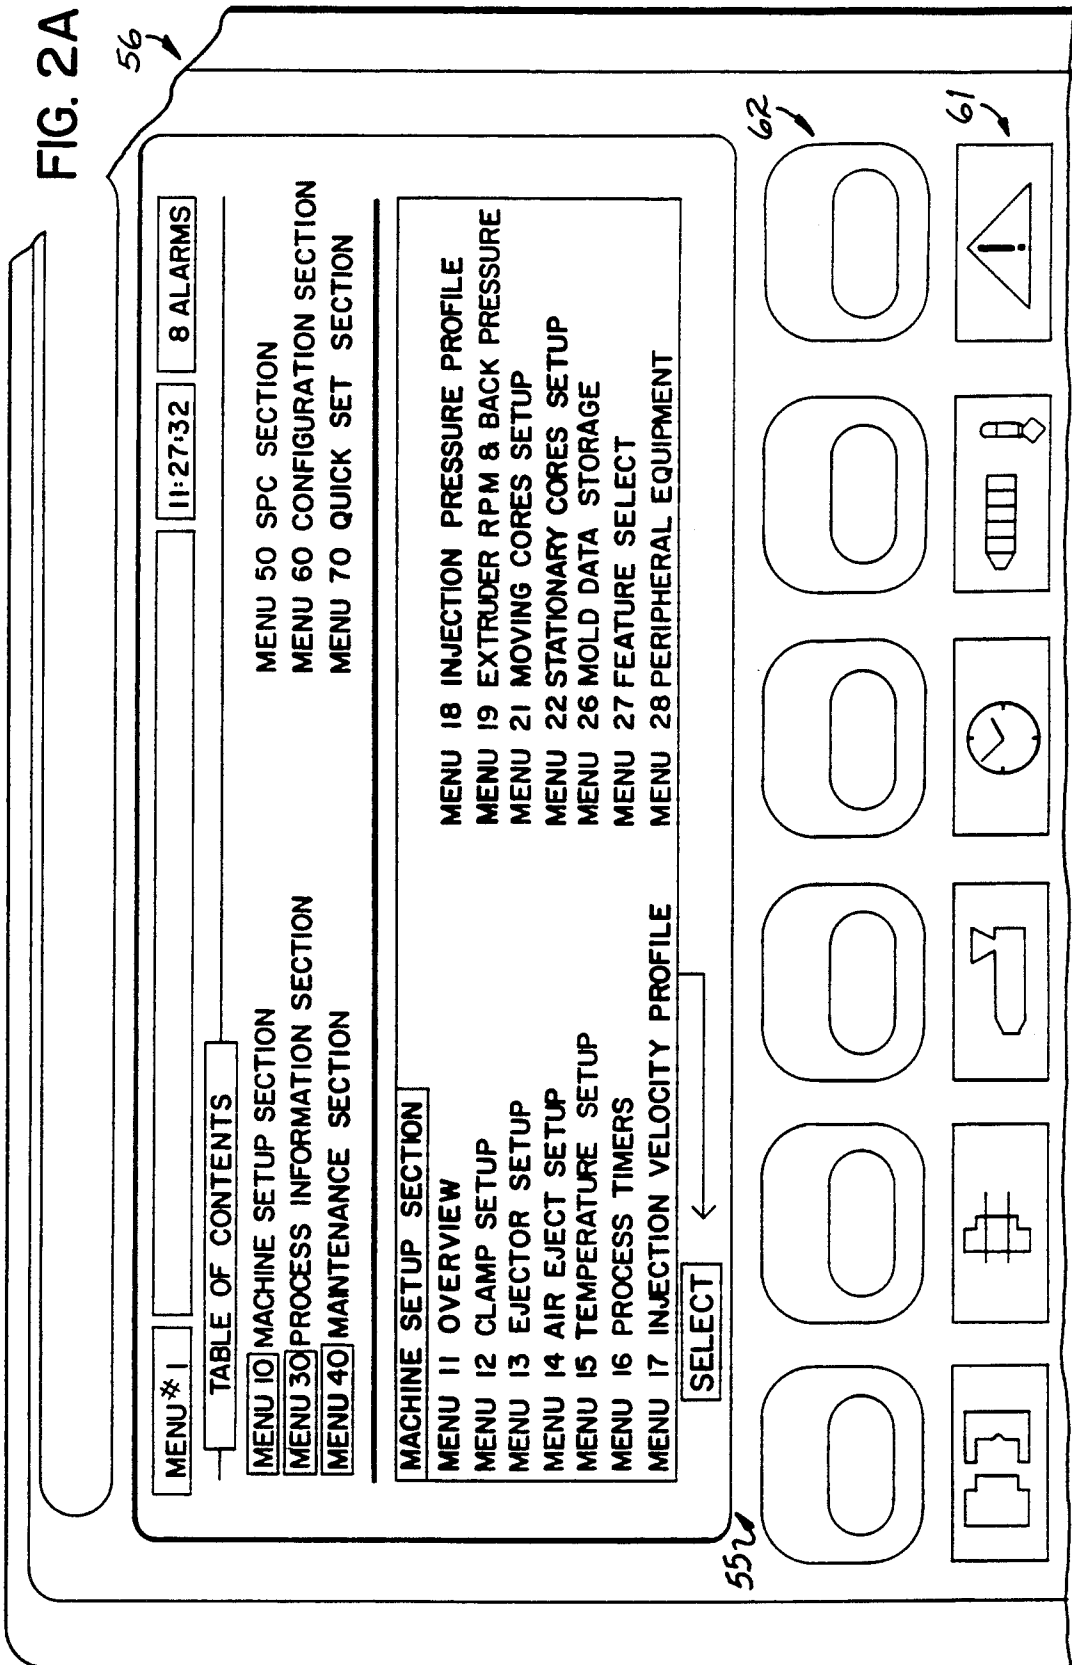 FIG. 2A
56
MENU # 1
11:27:32
8 ALARMS
TABLE OF CONTENTS
MENU 10 MACHINE SETUP SECTION
MENU 30 PROCESS INFORMATION SECTION
MENU 40 MAINTENANCE SECTION
MENU 50 SPC SECTION
MENU 60 CONFIGURATION SECTION
MENU 70 QUICK SET SECTION
MACHINE SETUP SECTION
MENU 11 OVERVIEW
MENU 12 CLAMP SETUP
MENU 13 EJECTOR SETUP
MENU 14 AIR EJECT SETUP
MENU 15 TEMPERATURE SETUP
MENU 16 PROCESS TIMERS
MENU 17 INJECTION VELOCITY PROFILE
MENU 18 INJECTION PRESSURE PROFILE
MENU 19 EXTRUDER RPM & BACK PRESSURE
MENU 21 MOVING CORES SETUP
MENU 22 STATIONARY CORES SETUP
MENU 26 MOLD DATA STORAGE
MENU 27 FEATURE SELECT
MENU 28 PERIPHERAL EQUIPMENT
SELECT
55
62
61
!